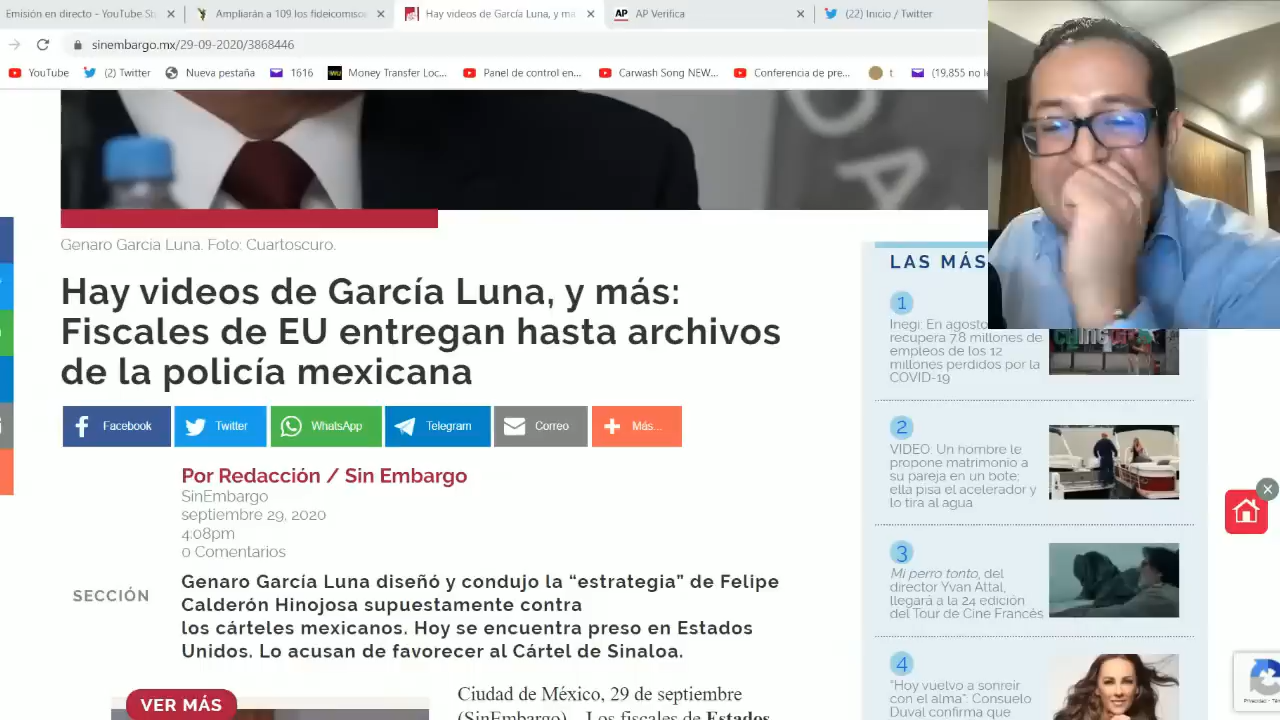 Emisión en directo - YouTube St
Ampliarán a 109 los fideicomisc
Hay videos de García Luna, y ma
AP
AP Verifica
(22) Inicio / Twitter
sinembargo.mx/29-09-2020/3868446
YouTube
(2) Twitter
Nueva pestaña
1616
Money Transfer Loc...
Panel de control en...
Carwash Song NEW...
Conferencia de pre...
t
(19,855 no le
Genaro García Luna. Foto: Cuartoscuro.
Hay videos de García Luna, y más:
Fiscales de EU entregan hasta archivos
de la policía mexicana
Facebook
Twitter
WhatsApp
Telegram
Correo
Más...
Por Redacción / Sin Embargo
SinEmbargo
septiembre 29, 2020
4:08pm
0 Comentarios
SECCIÓN
Genaro García Luna diseñó y condujo la “estrategia” de Felipe
Calderón Hinojosa supuestamente contra
los cárteles mexicanos. Hoy se encuentra preso en Estados
Unidos. Lo acusan de favorecer al Cártel de Sinaloa.
VER MÁS
Ciudad de México, 29 de septiembre
(SinEmbargo).– Los fiscales de Estados
LAS MÁS
1
Inegi: En agosto
recupera 7.8 millones de
empleos de los 12
millones perdidos por la
COVID-19
2
VIDEO: Un hombre le
propone matrimonio a
su pareja en un bote;
ella pisa el acelerador y
lo tira al agua
3
Mi perro tonto, del
director Yvan Attal,
llegará a la 24 edición
del Tour de Cine Francés
4
“Hoy vuelvo a sonreír
con el alma”: Consuelo
Duval confirma que